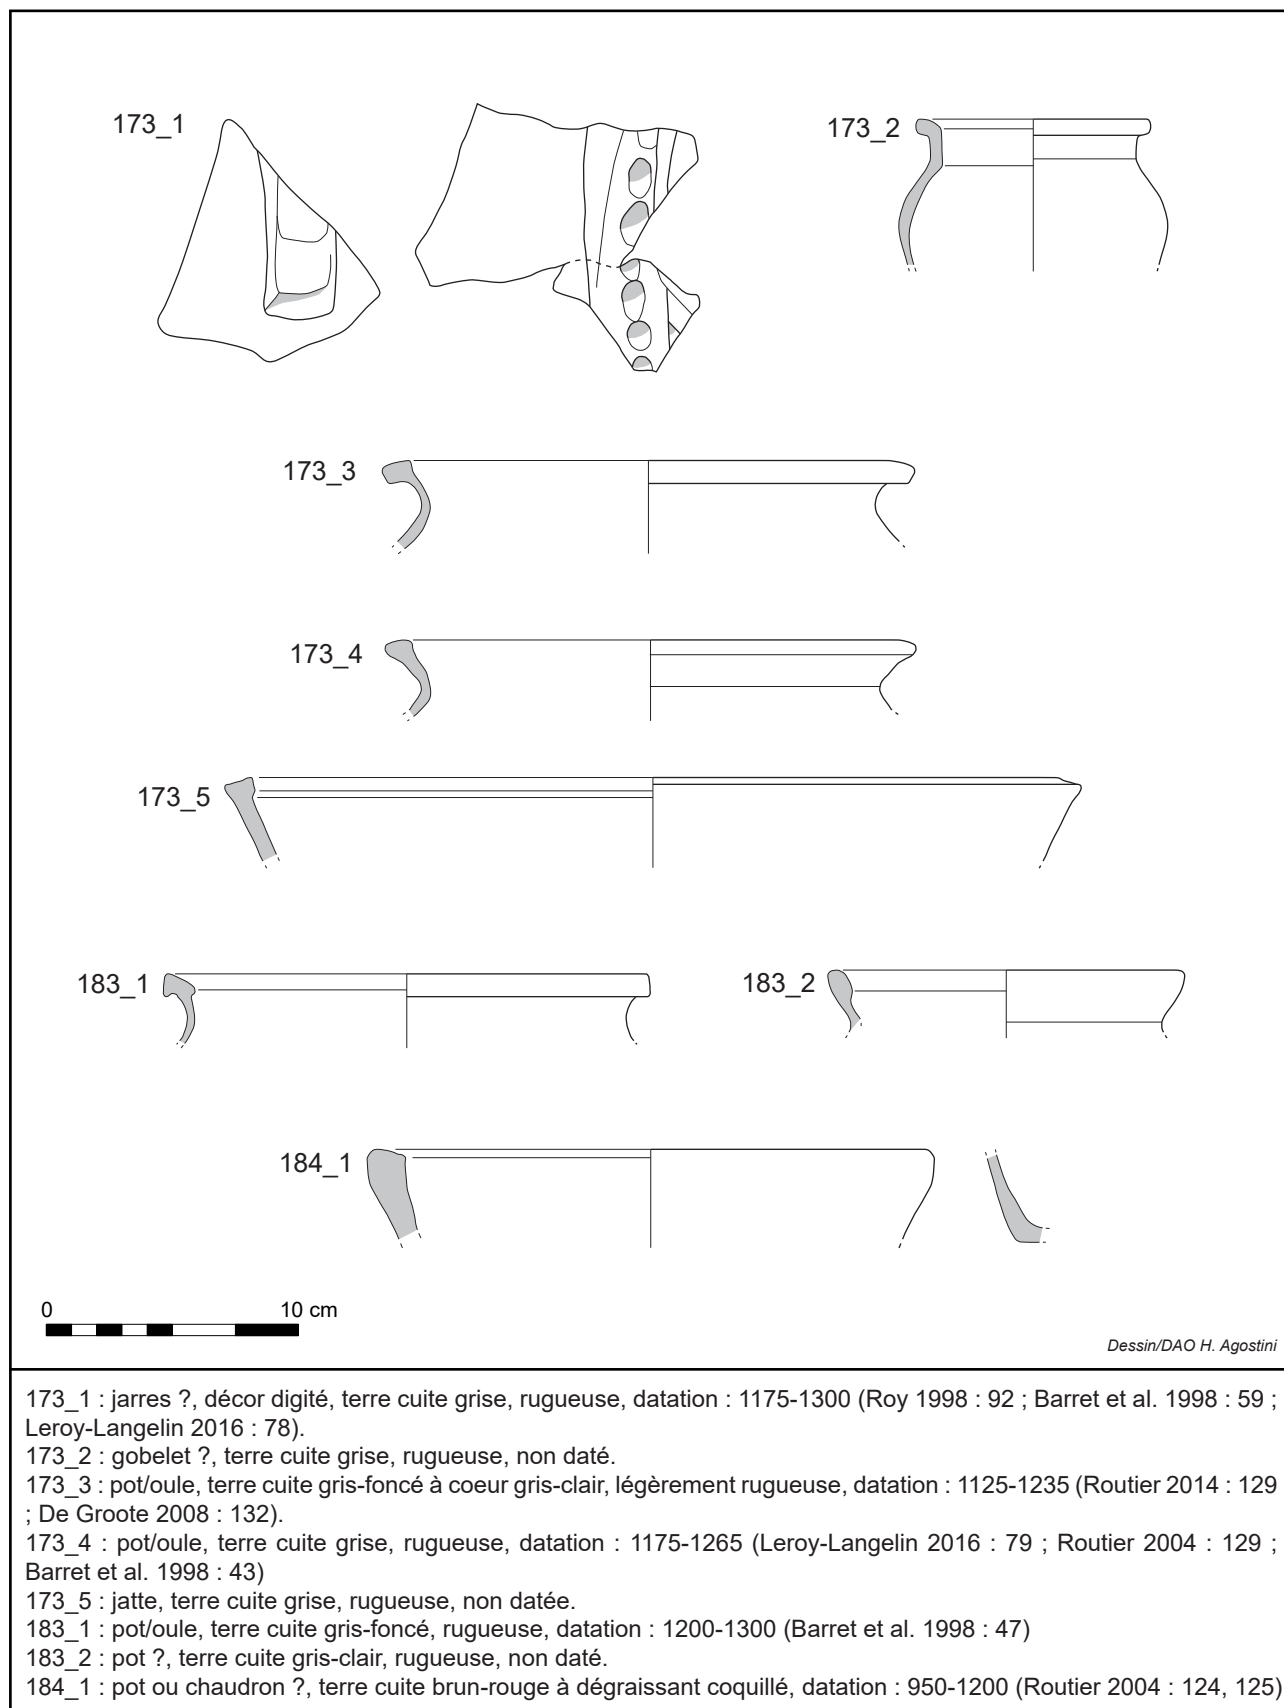 173_1
173_2
173_3
173_4
173_5
183_1
183_2
184_1
0 10 cm
Dessin/DAO H. Agostini
173_1 : jarres ?, décor digité, terre cuite grise, rugueuse, datation : 1175-1300 (Roy 1998 : 92 ; Barret et al. 1998 : 59 ;
Leroy-Langelin 2016 : 78).
173_2 : gobelet ?, terre cuite grise, rugueuse, non daté.
173_3 : pot/oule, terre cuite gris-foncé à coeur gris-clair, légèrement rugueuse, datation : 1125-1235 (Routier 2014 : 129
; De Groote 2008 : 132).
173_4 : pot/oule, terre cuite grise, rugueuse, datation : 1175-1265 (Leroy-Langelin 2016 : 79 ; Routier 2004 : 129 ;
Barret et al. 1998 : 43)
173_5 : jatte, terre cuite grise, rugueuse, non datée.
183_1 : pot/oule, terre cuite gris-foncé, rugueuse, datation : 1200-1300 (Barret et al. 1998 : 47)
183_2 : pot ?, terre cuite gris-clair, rugueuse, non daté.
184_1 : pot ou chaudron ?, terre cuite brun-rouge à dégraissant coquillé, datation : 950-1200 (Routier 2004 : 124, 125)